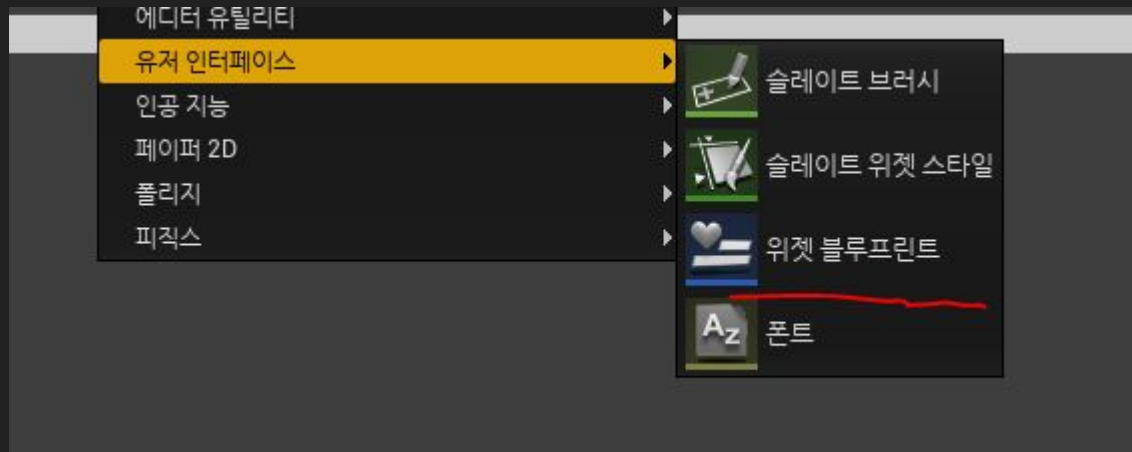 에디터 유틸리티
유저 인터페이스
인공 지능
페이퍼 2D
폴리지
피직스
슬레이트 브러시
슬레이트 위젯 스타일
위젯 블루프린트
Az
폰트